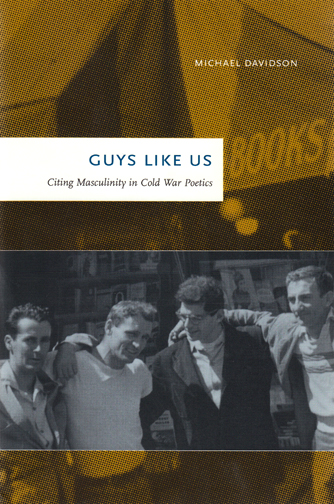 MICHAEL DAVIDSON
BOOKS
GUYS LIKE US
Citing Masculinity in Cold War Poetics